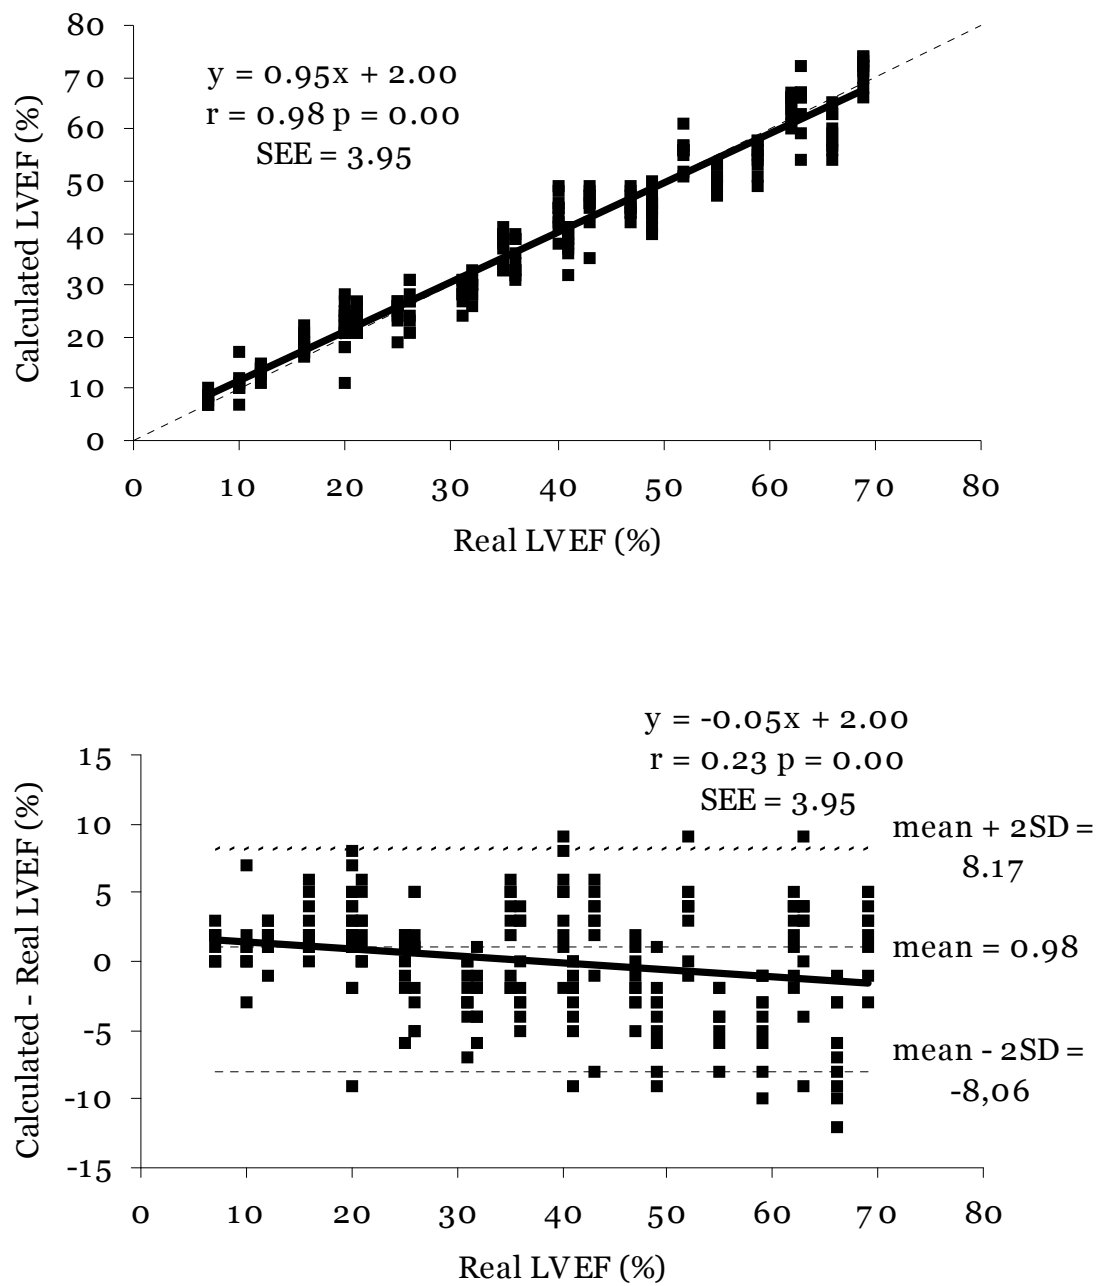 80
70
60
50
40
30
20
10
0
Calculated LVEF (%)
y = 0.95x + 2.00
r = 0.98 p = 0.00
SEE = 3.95
0 10 20 30 40 50 60 70 80
Real LVEF (%)
y = -0.05x + 2.00
r = 0.23 p = 0.00
SEE = 3.95
15
10
5
0
-5
-10
-15
Calculated - Real LVEF (%)
mean + 2SD =
8.17
mean = 0.98
mean - 2SD =
-8,06
0 10 20 30 40 50 60 70 80
Real LVEF (%)